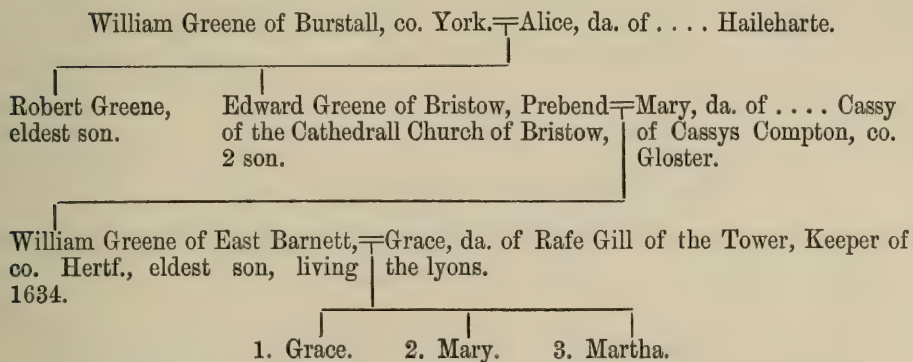 William Greene of Burstall, co. York.=Alice, da. of .... Haileharte.
Robert Greene,
eldest son.
Edward Greene of Bristow, Prebend=Mary, da. of .... Cassy
of the Cathedrall Church of Bristow,
2 son.
of Cassys Compton, co.
Gloster.
William Greene of East Barnett,=Grace, da. of Rafe Gill of the Tower, Keeper of
co. Hertf., eldest son, living
1634.
the lyons.
1. Grace. 2. Mary. 3. Martha.